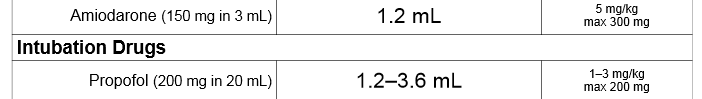 Amiodarone (150 mg in 3 mL) 1.2 mL 5 mg/kg
max 300 mg
Intubation Drugs
Propofol (200 mg in 20 mL) 1.2–3.6 mL 1–3 mg/kg
max 200 mg